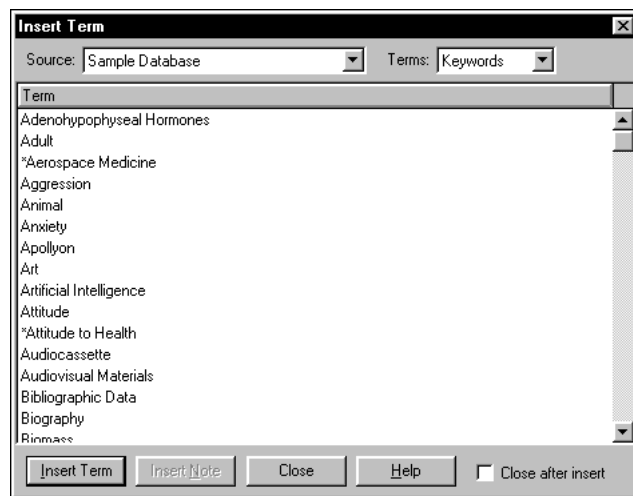 Insert Term
Source: Sample Database Terms: Keywords
Term
Adenohypophyseal Hormones
Adult
*Aerospace Medicine
Aggression
Animal
Anxiety
Apollyon
Art
Artificial Intelligence
Attitude
*Attitude to Health
Audiocassette
Audiovisual Materials
Bibliographic Data
Biography
Biomass
Insert Term Insert Note Close Help Close after insert